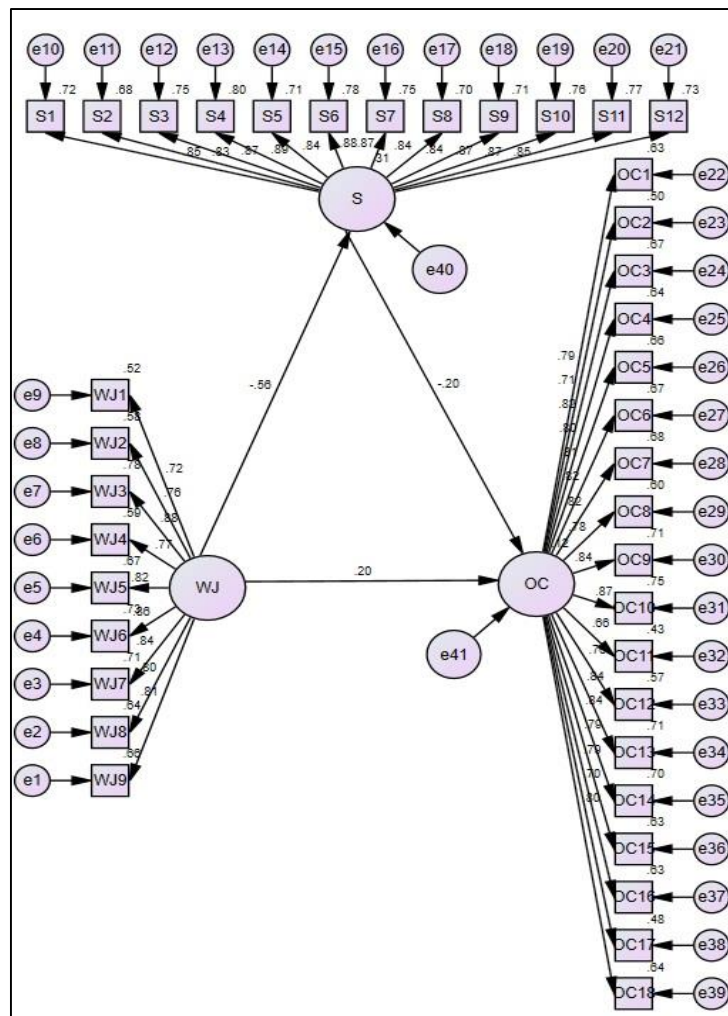 e10 e11 e12 e13 e14 e15 e16 e17 e18 e19 e20 e21
.72 .68 .75 .80 .71 .78 .75 .70 .71 .76 .77 .73
S1 S2 S3 S4 S5 S6 S7 S8 S9 S10 S11 S12
.85 .83 .87 .89 .84 .88 .87 .84 .84 .87 .87 .85
.31
S
e40
-.56
-.20
.20
WJ
OC
.12
e41
.52
e9 WJ1
.58
e8 WJ2
.78
e7 WJ3
.59
e6 WJ4
.67
e5 WJ5
.73
e4 WJ6
.71
e3 WJ7
.64
e2 WJ8
.66
e1 WJ9
.72
.76
.88
.77
.82
.86
.84
.80
.81
.63
OC1 e22
.50
OC2 e23
.67
OC3 e24
.64
OC4 e25
.66
OC5 e26
.67
OC6 e27
.68
OC7 e28
.60
OC8 e29
.71
OC9 e30
.75
OC10 e31
.43
OC11 e32
.57
OC12 e33
.71
OC13 e34
.70
OC14 e35
.63
OC15 e36
.63
OC16 e37
.48
OC17 e38
.64
OC18 e39
.79
.71
.82
.80
.81
.82
.82
.78
.84
.87
.66
.84
.84
.79
.79
.70
.80